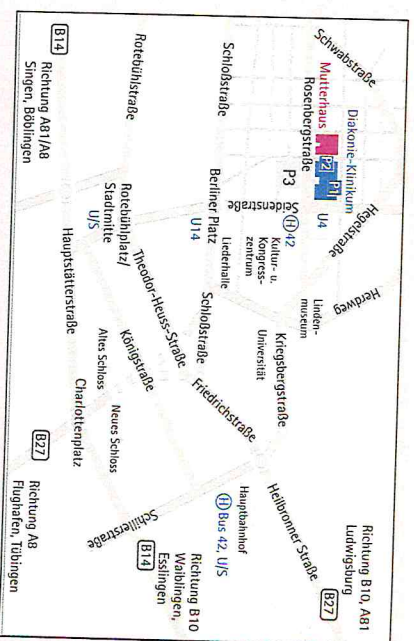 Schwabstraße
Diakonie-Klinikum
Mutterhaus
Rosenbergstraße
P1
P2
P3
U4
Hegelstraße
Herdweg
Seidenstraße
H 42
Kultur- u.
Kongress-
zentrum
Liederhalle
Linden-
museum
Kriegsbergstraße
Universität
Schloßstraße
Berliner Platz
U14
Schloßstraße
Friedrichstraße
Heilbronner Straße
Richtung B10, A81
Ludwigsburg
B27
Hauptbahnhof
H Bus 42, U/S
Rotebühlstraße
Rotebühlplatz/
Stadtmitte
U/S
Theodor-Heuss-Straße
Königstraße
Altes Schloss
Neues Schloss
Schillerstraße
B14
Richtung B10
Waiblingen,
Esslingen
B14
Richtung A81/A8
Singen, Böblingen
Hauptstätterstraße
Charlottenplatz
B27
Richtung A8
Flughafen, Tübingen